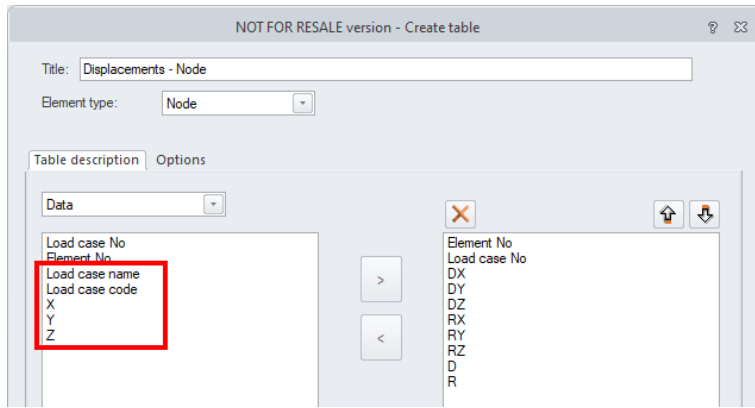 NOT FOR RESALE version - Create table
?
Title: Displacements - Node
Element type: Node
Table description Options
Data
Load case No
Element No
Load case name
Load case code
X
Y
Z
>
<
Element No
Load case No
DX
DY
DZ
RX
RY
RZ
D
R